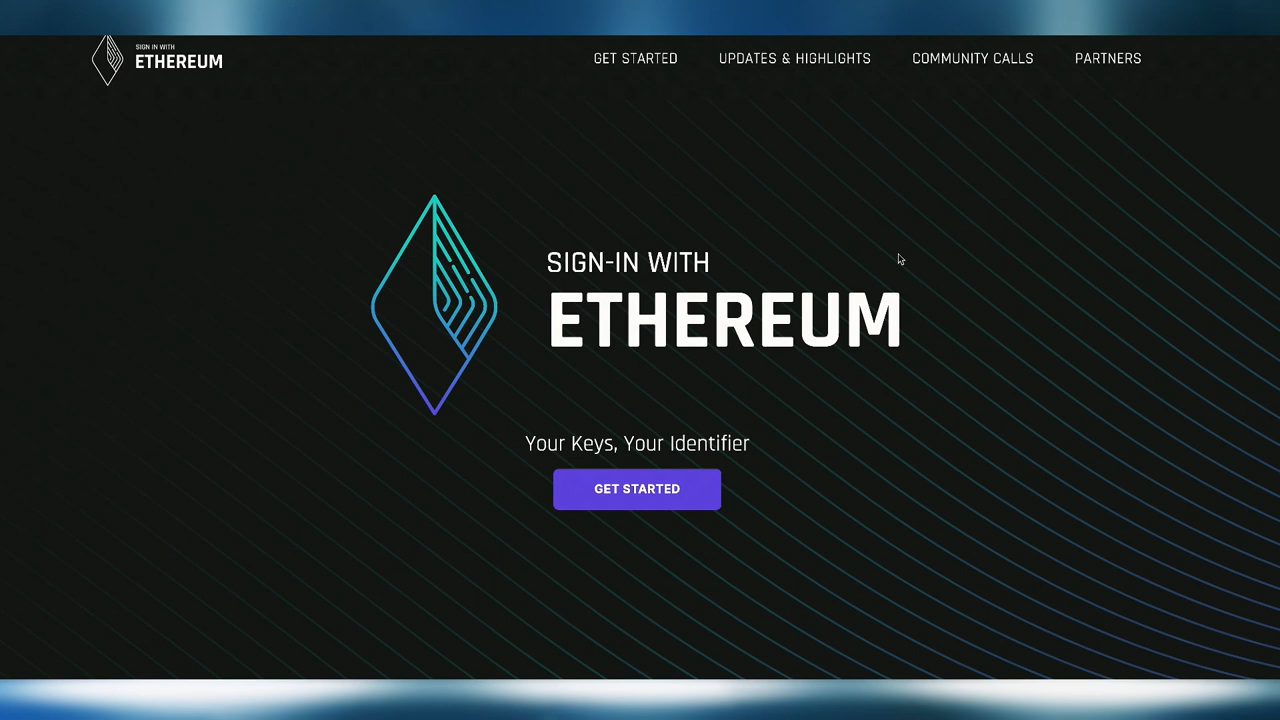 SIGN IN WITH
ETHEREUM
GET STARTED
UPDATES & HIGHLIGHTS
COMMUNITY CALLS
PARTNERS
SIGN-IN WITH
ETHEREUM
Your Keys, Your Identifier
GET STARTED